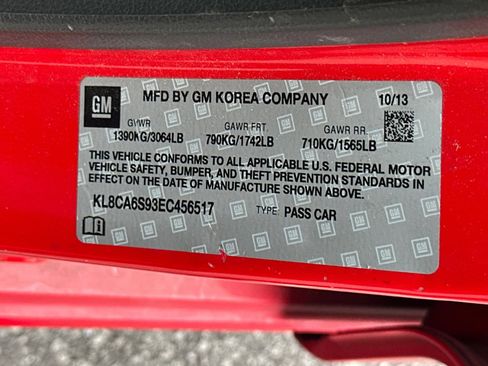 GM MFD BY GM KOREA COMPANY 10/13
GVWR GAWR FRT. GAWR RR.
1390KG/3064LB 790KG/1742LB 710KG/1565LB
THIS VEHICLE CONFORMS TO ALL APPLICABLE U.S. FEDERAL MOTOR
VEHICLE SAFETY, BUMPER, AND THEFT PREVENTION STANDARDS IN
EFFECT ON THE DATE OF MANUFACTURE SHOWN ABOVE.
KL8CA6S93EC456517 TYPE: PASS CAR